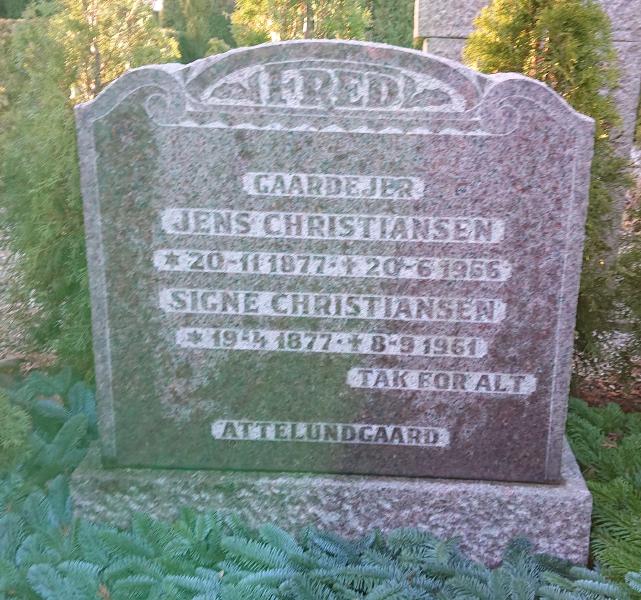 FRED
GAARDEJER
JENS CHRISTIANSEN
* 20-11 1877 - + 20-6 1956
SIGNE CHRISTIANSEN
* 19-4 1877 - + 8-9 1961
TAK FOR ALT
ATTELUNDGAARD